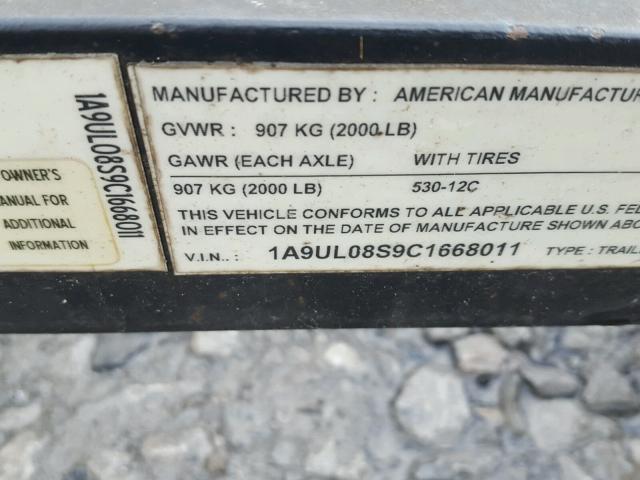 1A9UL08S9C1668011
OWNER'S
MANUAL FOR
ADDITIONAL
INFORMATION
MANUFACTURED BY : AMERICAN MANUFACTUR
GVWR : 907 KG (2000 LB)
GAWR (EACH AXLE) WITH TIRES
907 KG (2000 LB) 530-12C
THIS VEHICLE CONFORMS TO ALL APPLICABLE U.S. FED
IN EFFECT ON THE DATE OF MANUFACTURE SHOWN ABO
V.I.N.. : 1A9UL08S9C1668011 TYPE : TRAIL